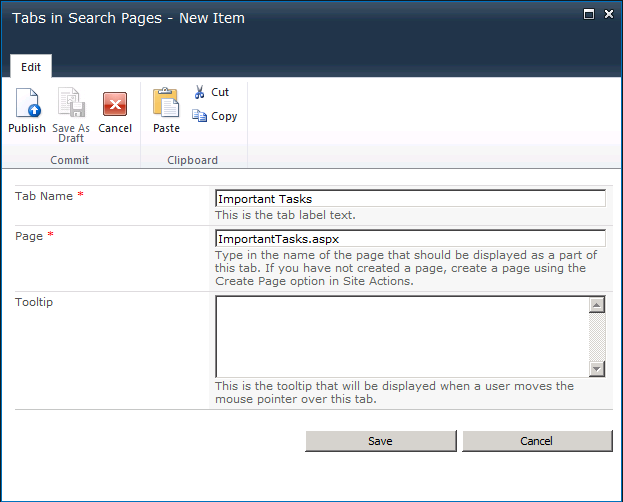 Tabs in Search Pages - New Item
Edit
Publish
Save As
Draft
Cancel
Paste
Cut
Copy
Commit
Clipboard
Tab Name *
Important Tasks
This is the tab label text.
Page *
ImportantTasks.aspx
Type in the name of the page that should be displayed as a part
of this tab. If you have not created a page, create a page using the
Create Page option in Site Actions.
Tooltip
This is the tooltip that will be displayed when a user moves the
mouse pointer over this tab.
Save
Cancel